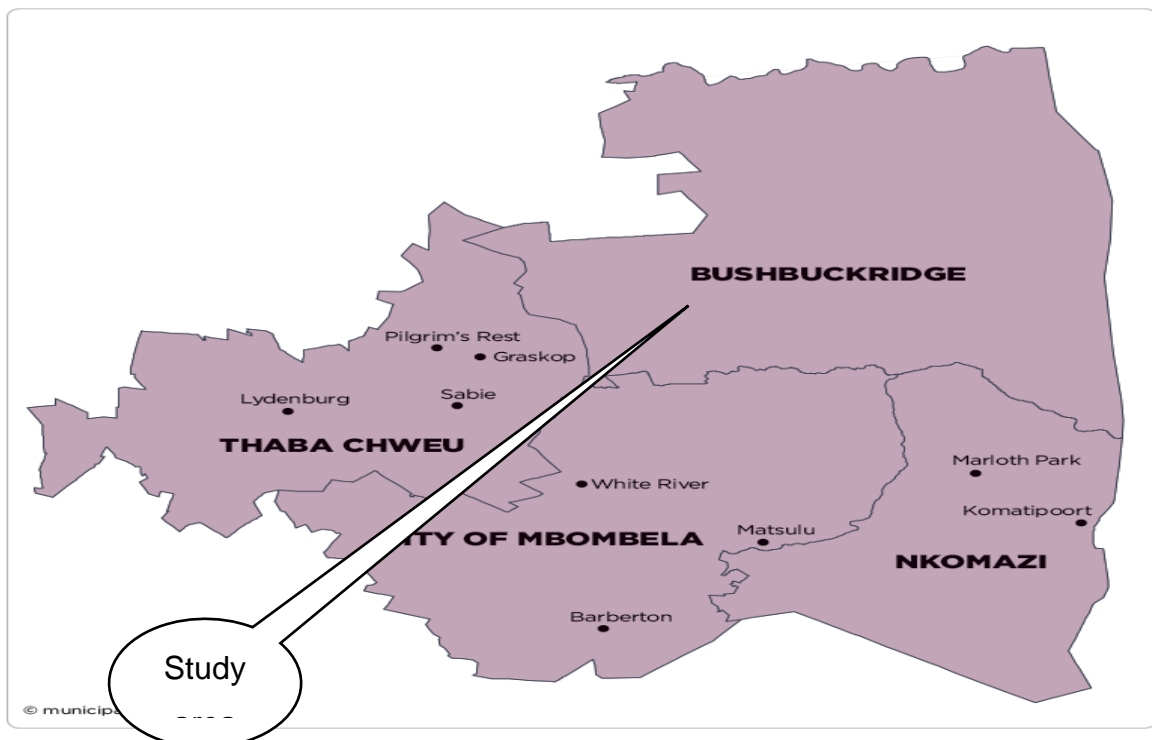 BUSHBUCKRIDGE
Pilgrim's Rest
Graskop
Lydenburg
Sabie
THABA CHWEU
White River
Marloth Park
Komatipoort
Matsulu
ITY OF MBOMBELA
NKOMAZI
Barberton
Study
© municipa